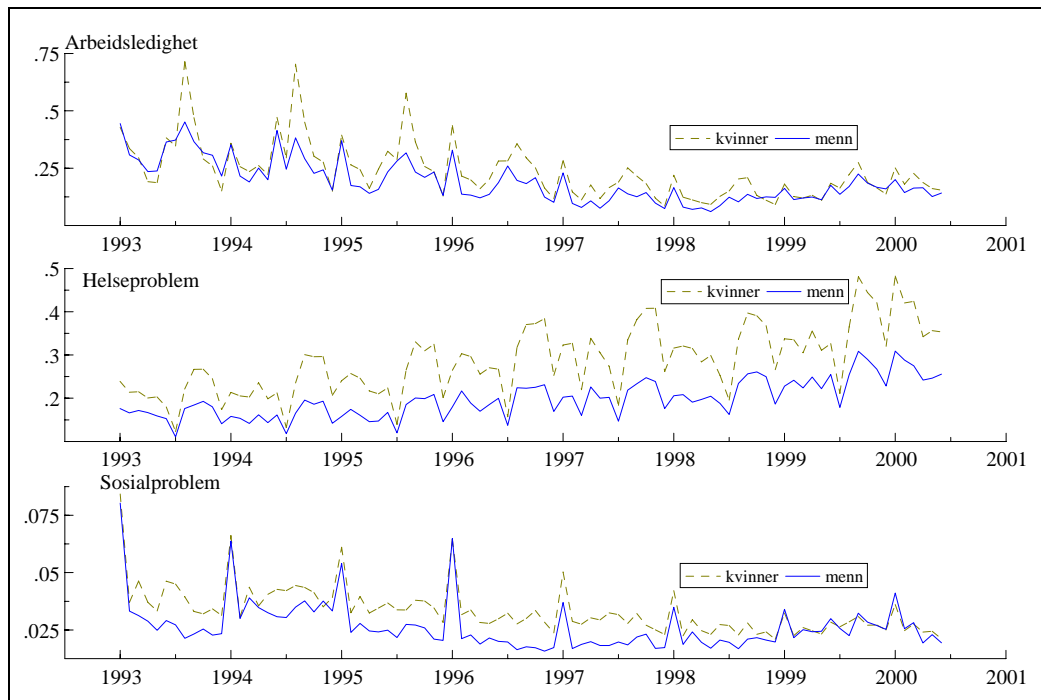 Arbeidsledighet
.75
.5
.25
kvinner menn
1993 1994 1995 1996 1997 1998 1999 2000 2001
Helseproblem
.5
.4
.3
.2
kvinner menn
1993 1994 1995 1996 1997 1998 1999 2000 2001
Sosialproblem
.075
.05
.025
kvinner menn
1993 1994 1995 1996 1997 1998 1999 2000 2001